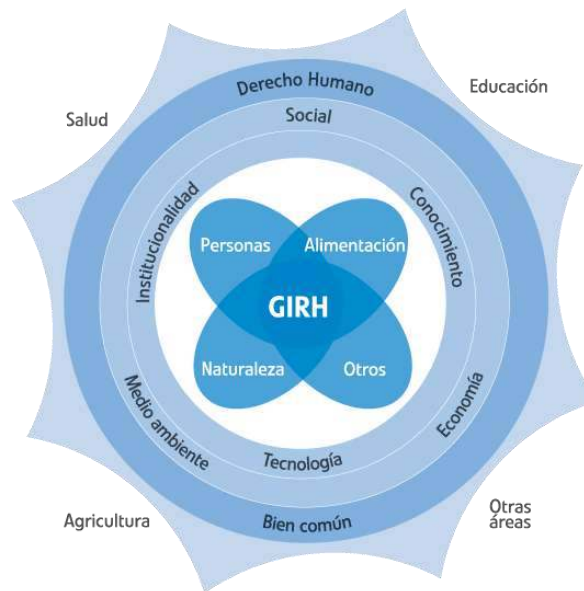 Derecho Humano
Educación
Salud
Social
Institucionalidad
Conocimiento
Personas
Alimentación
GIRH
Naturaleza
Otros
Medio ambiente
Economía
Tecnología
Agricultura
Bien común
Otras
áreas